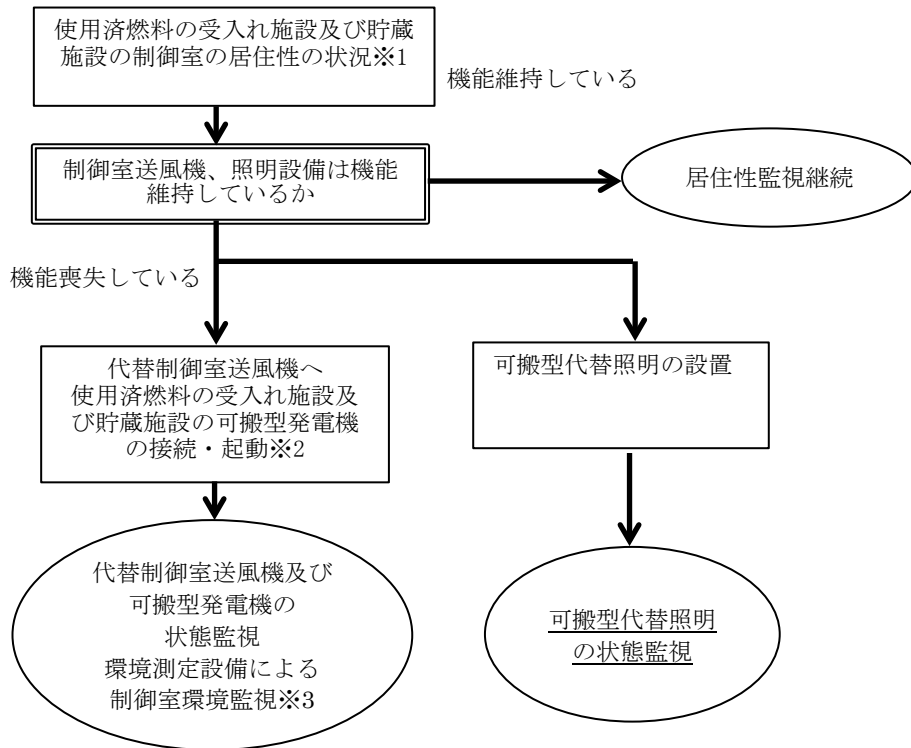 使用済燃料の受入れ施設及び貯蔵
施設の制御室の居住性の状況※1
機能維持している
制御室送風機、照明設備は機能
維持しているか
居住性監視継続
機能喪失している
代替制御室送風機へ
使用済燃料の受入れ施設及
び貯蔵施設の可搬型発電機
の接続・起動※2
可搬型代替照明の設置
代替制御室送風機及び
可搬型発電機の
状態監視
環境測定設備による
制御室環境監視※3
可搬型代替照明
の状態監視